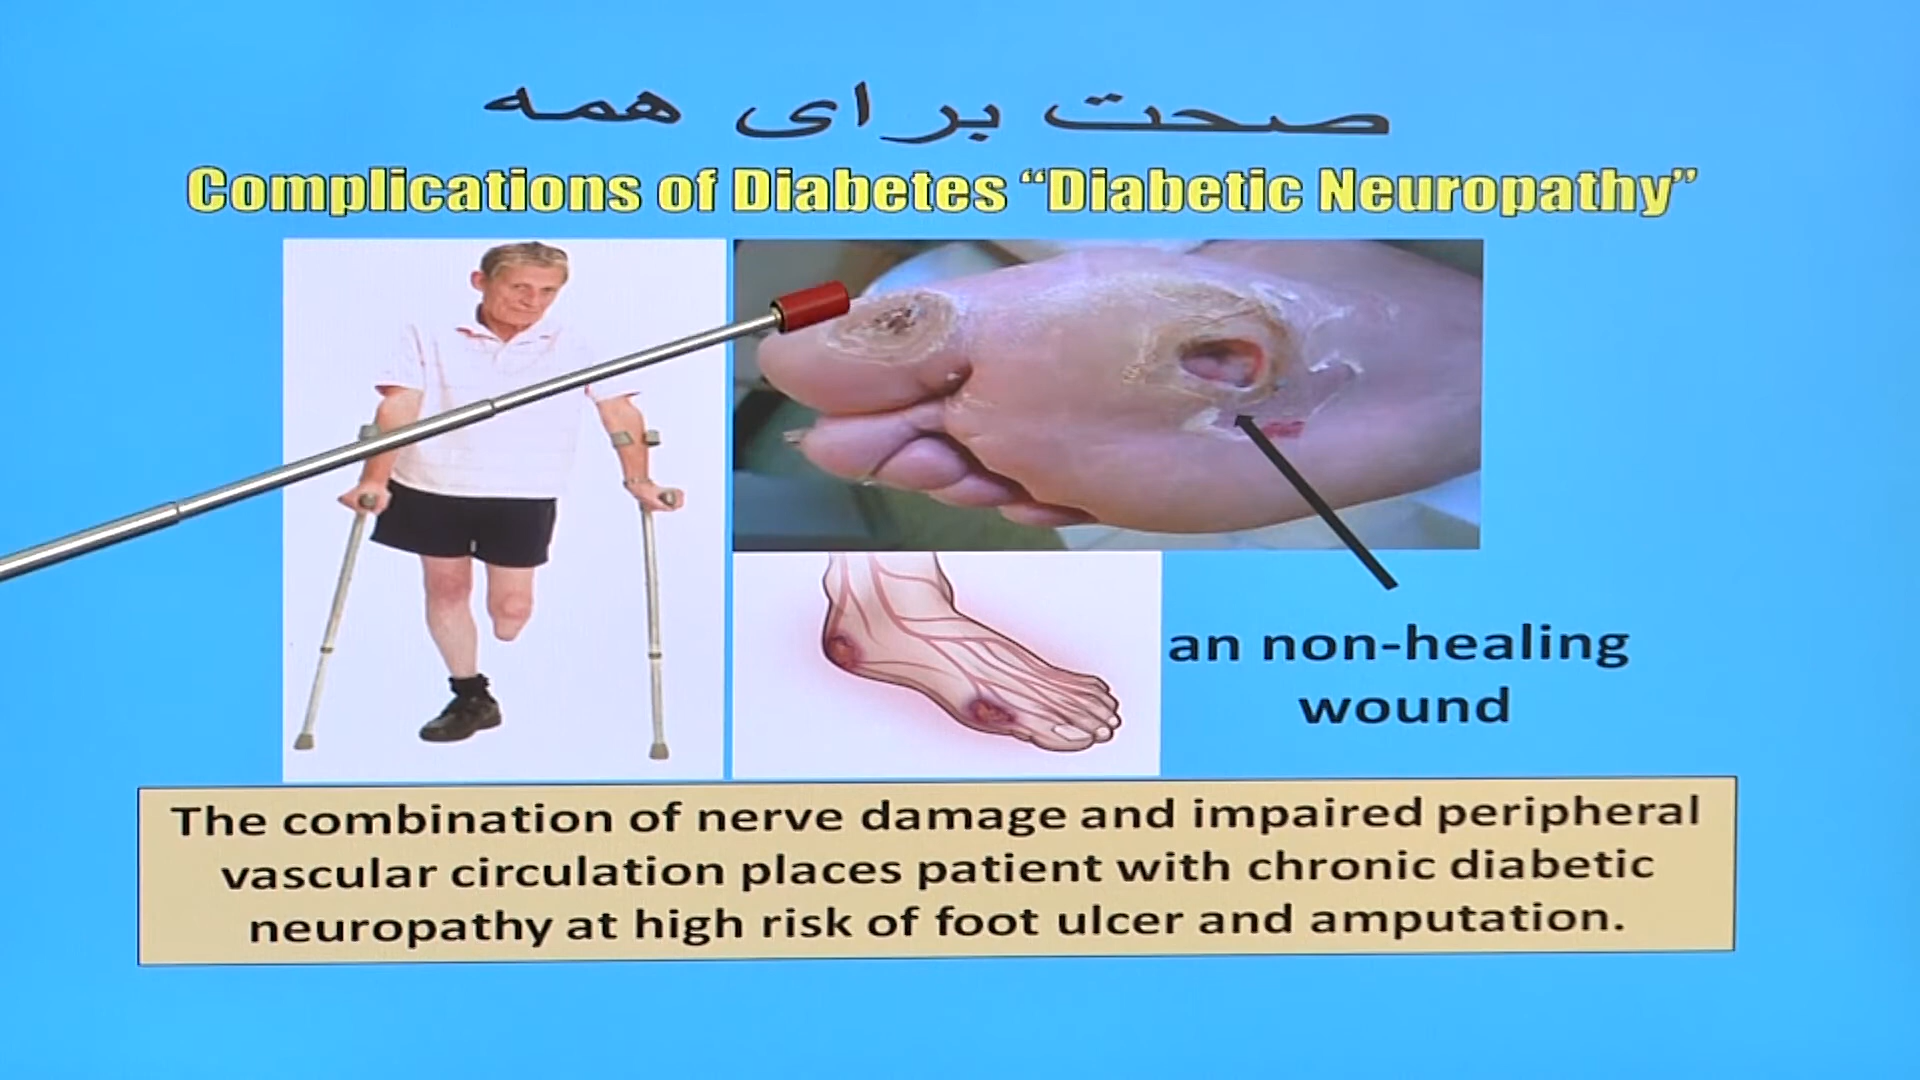 صحت برای همه
Complications of Diabetes “Diabetic Neuropathy”
an non-healing
wound
The combination of nerve damage and impaired peripheral
vascular circulation places patient with chronic diabetic
neuropathy at high risk of foot ulcer and amputation.